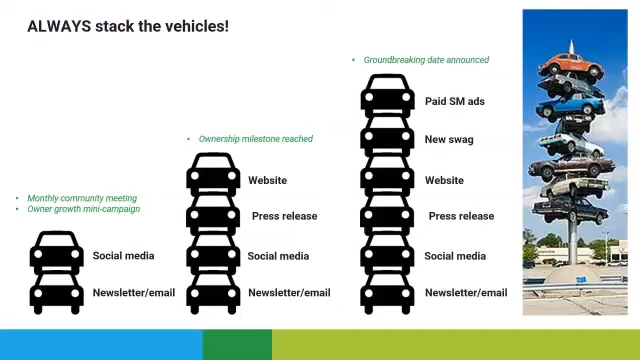 ALWAYS stack the vehicles!
• Groundbreaking date announced
Paid SM ads
• Ownership milestone reached
New swag
Website
Website
• Monthly community meeting
• Owner growth mini-campaign
Press release
Press release
Social media
Social media
Social media
Newsletter/email
Newsletter/email
Newsletter/email